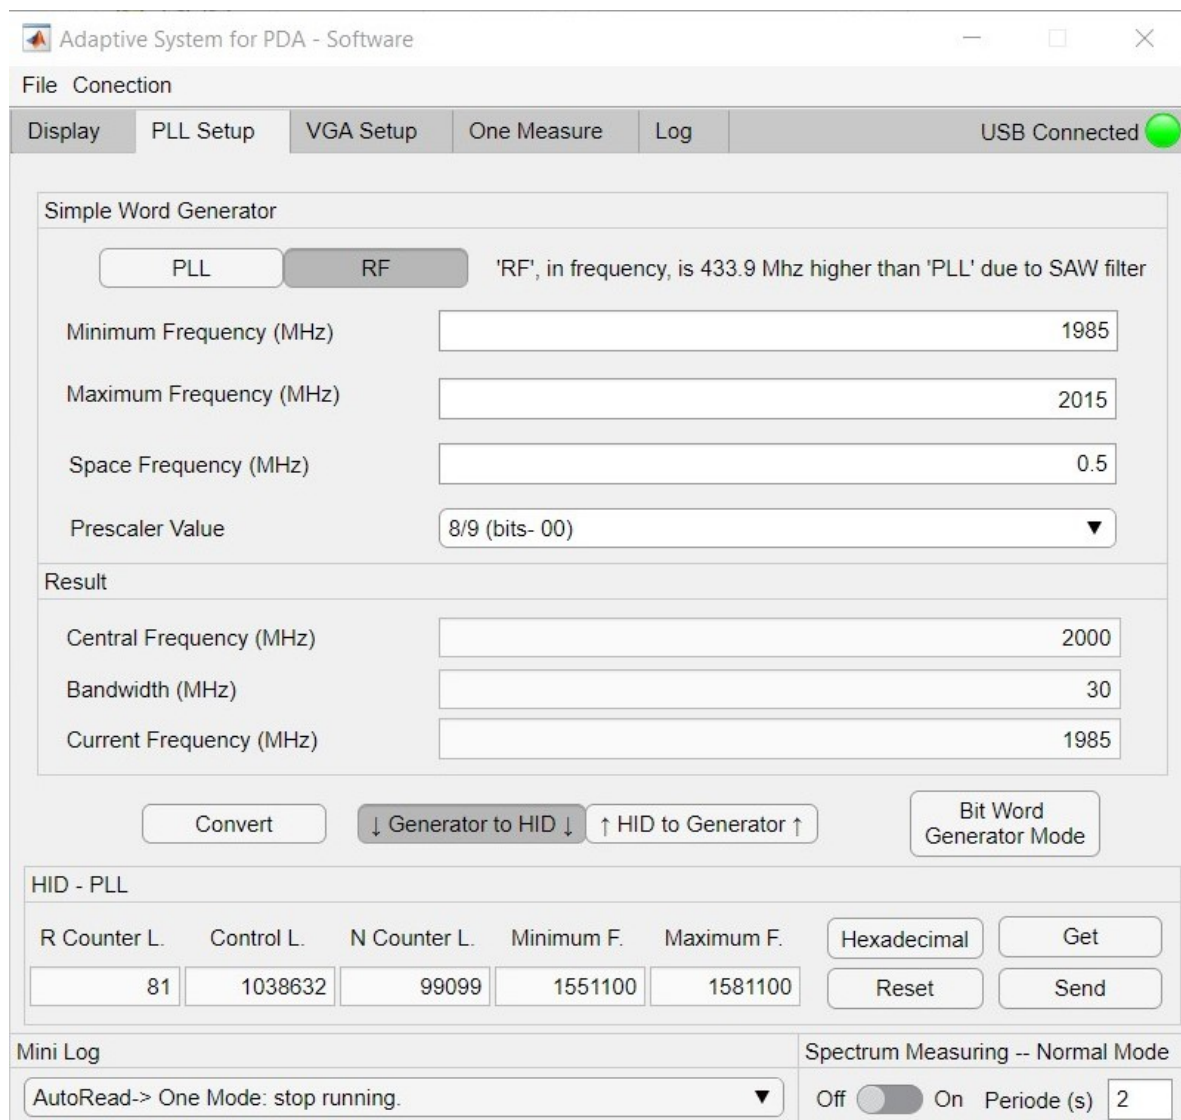 Adaptive System for PDA - Software
File Conection
Display PLL Setup VGA Setup One Measure Log USB Connected
Simple Word Generator
PLL RF 'RF', in frequency, is 433.9 Mhz higher than 'PLL' due to SAW filter
Minimum Frequency (MHz) 1985
Maximum Frequency (MHz) 2015
Space Frequency (MHz) 0.5
Prescaler Value 8/9 (bits- 00) ▼
Result
Central Frequency (MHz) 2000
Bandwidth (MHz) 30
Current Frequency (MHz) 1985
Convert ↓ Generator to HID ↓ ↑ HID to Generator ↑ Bit Word
Generator Mode
HID - PLL
R Counter L. Control L. N Counter L. Minimum F. Maximum F. Hexadecimal Get
81 1038632 99099 1551100 1581100 Reset Send
Mini Log Spectrum Measuring -- Normal Mode
AutoRead-> One Mode: stop running. ▼ Off On Periode (s) 2